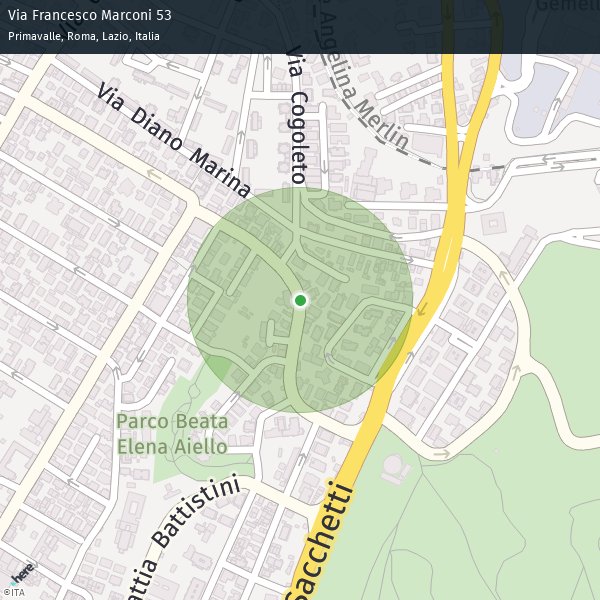 Via Francesco Marconi 53
Primavalle, Roma, Lazio, Italia
Gemel
Via Cogoleto
Angelina Merlin
Via Diano Marina
Parco Beata
Elena Aiello
attia Battistini
Sacchetti
here
©ITA